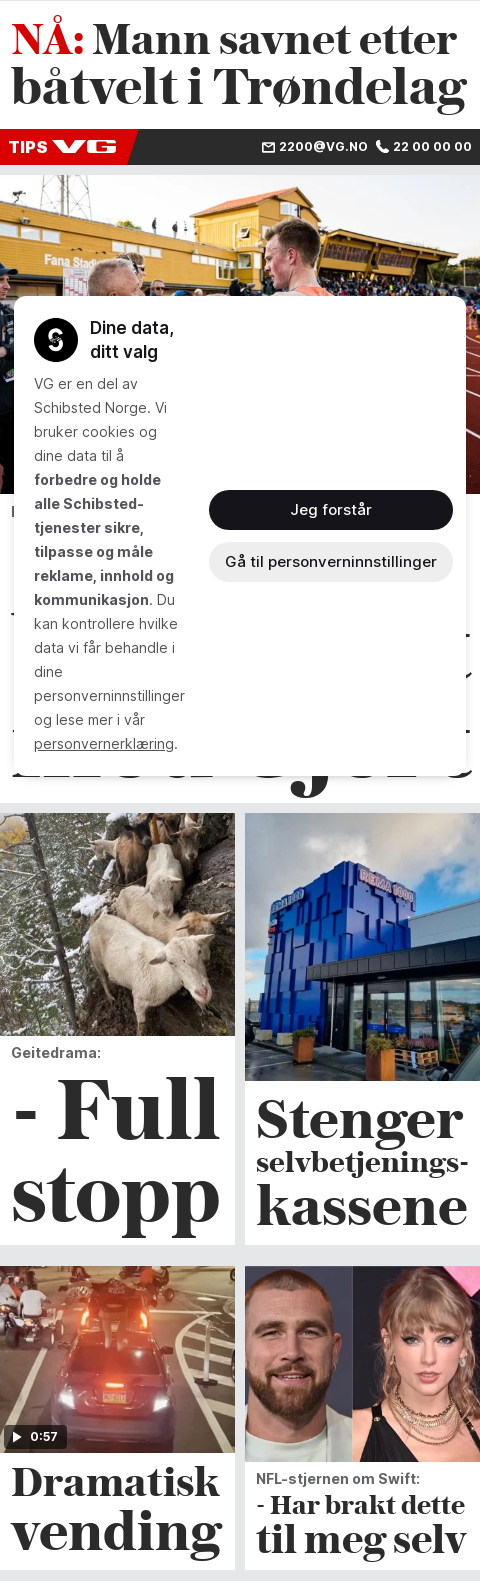 NÅ: Mann savnet etter
båtvelt i Trøndelag
TIPS VG
2200@VG.NO 22 00 00 00
Fana Stadio
Dine data,
ditt valg
VG er en del av
Schibsted Norge. Vi
bruker cookies og
dine data til å
forbedre og holde
alle Schibsted-
tjenester sikre,
tilpasse og måle
reklame, innhold og
kommunikasjon. Du
kan kontrollere hvilke
data vi får behandle i
dine
personverninnstillinger
og lese mer i vår
personvernerklæring.
Jeg forstår
Gå til personverninnstillinger
REMA 1000
REMA 1000
Geitedrama:
- Full
stopp
Stenger
selvbetjenings-
kassene
0:57
Dramatisk
vending
NFL-stjernen om Swift:
- Har brakt dette
til meg selv